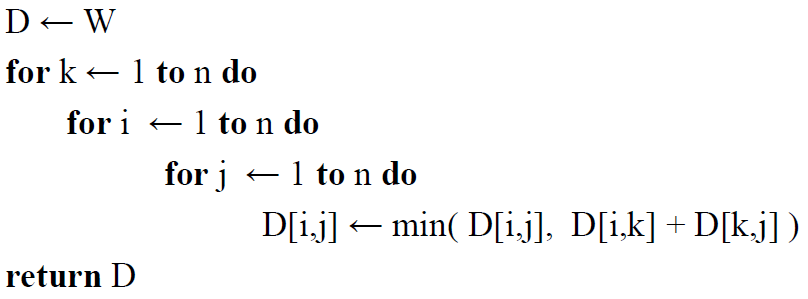 D ← W
for k ← 1 to n do
for i ← 1 to n do
for j ← 1 to n do
D[i,j] ← min( D[i,j], D[i,k] + D[k,j] )
return D